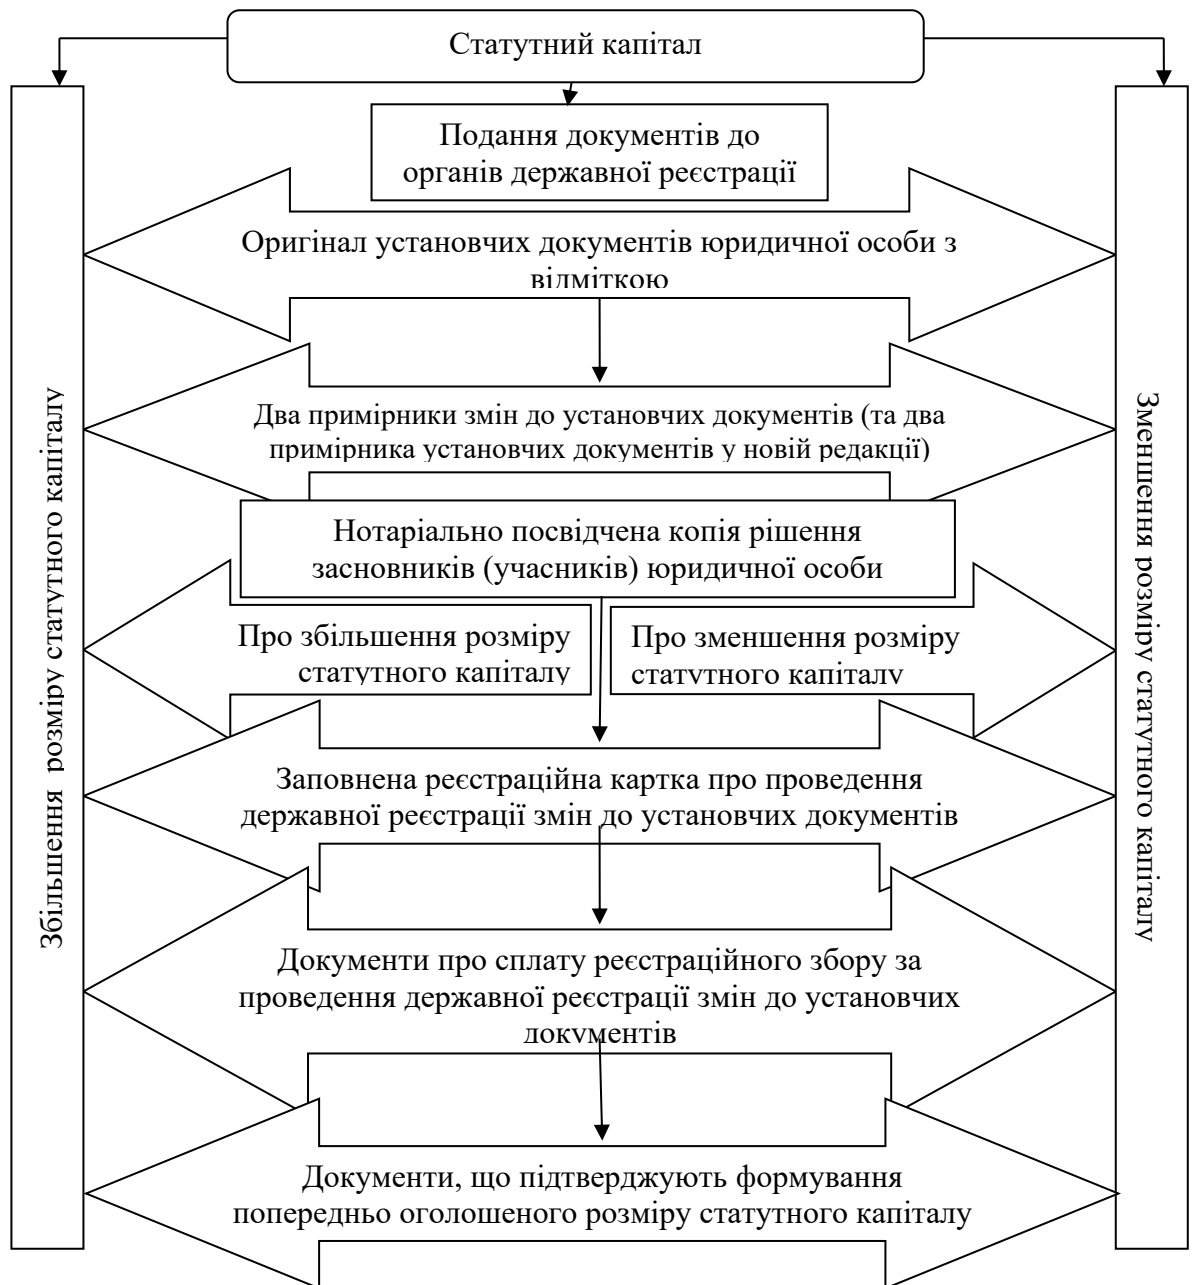 Статутний капітал
Подання документів до
органів державної реєстрації
Оригінал установчих документів юридичної особи з
відміткою
Два примірники змін до установчих документів (та два
примірника установчих документів у новій редакції)
Нотаріально посвідчена копія рішення
засновників (учасників) юридичної особи
Про збільшення розміру
статутного капіталу
Про зменшення розміру
статутного капіталу
Заповнена реєстраційна картка про проведення
державної реєстрації змін до установчих документів
Документи про сплату реєстраційного збору за
проведення державної реєстрації змін до установчих
документів
Документи, що підтверджують формування
попередньо оголошеного розміру статутного капіталу
Збільшення розміру статутного капіталу
Зменшення розміру статутного капіталу